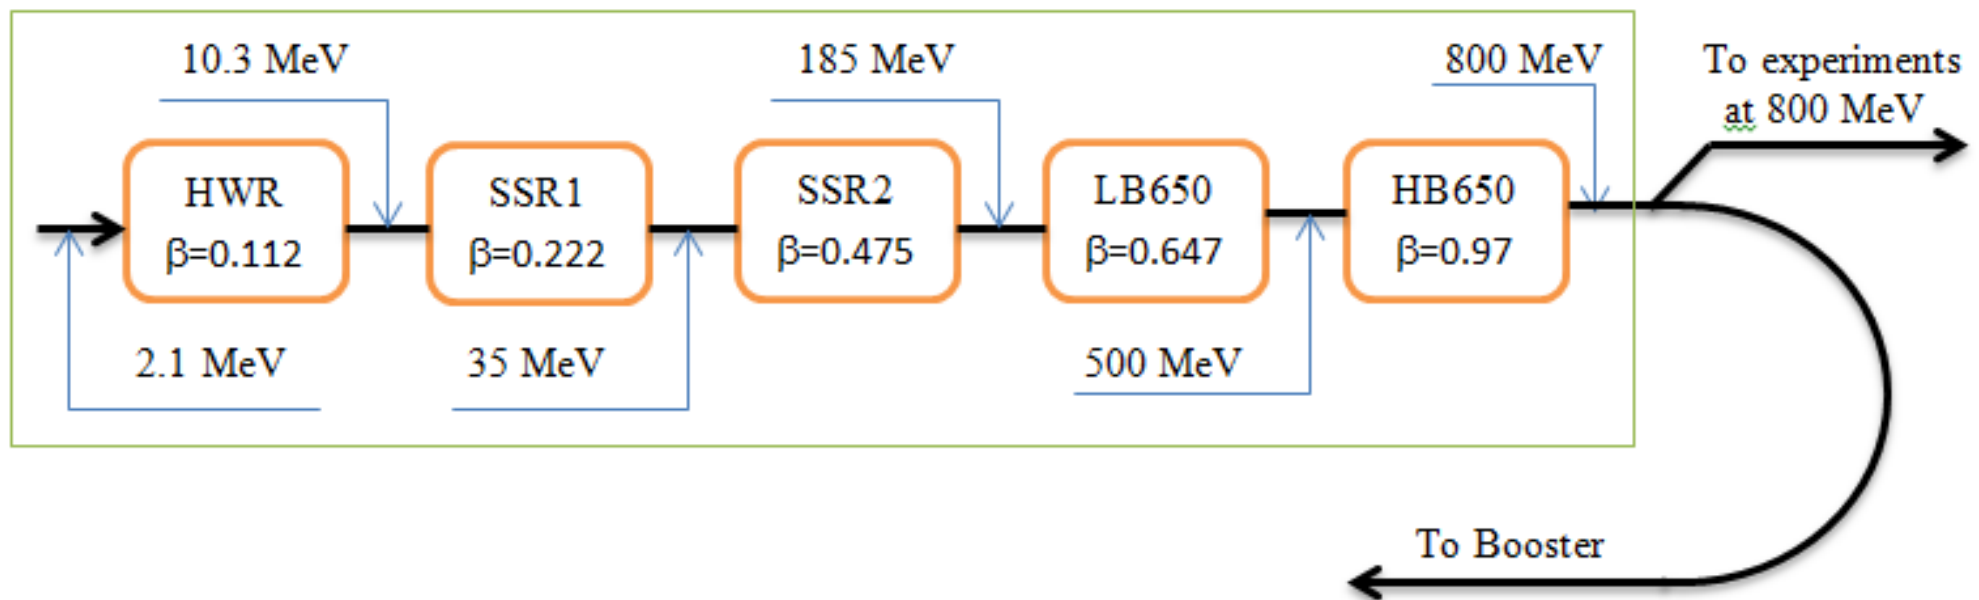 10.3 MeV
185 MeV
800 MeV
To experiments
at 800 MeV
HWR
β=0.112
SSR1
β=0.222
SSR2
β=0.475
LB650
β=0.647
HB650
β=0.97
2.1 MeV
35 MeV
500 MeV
To Booster